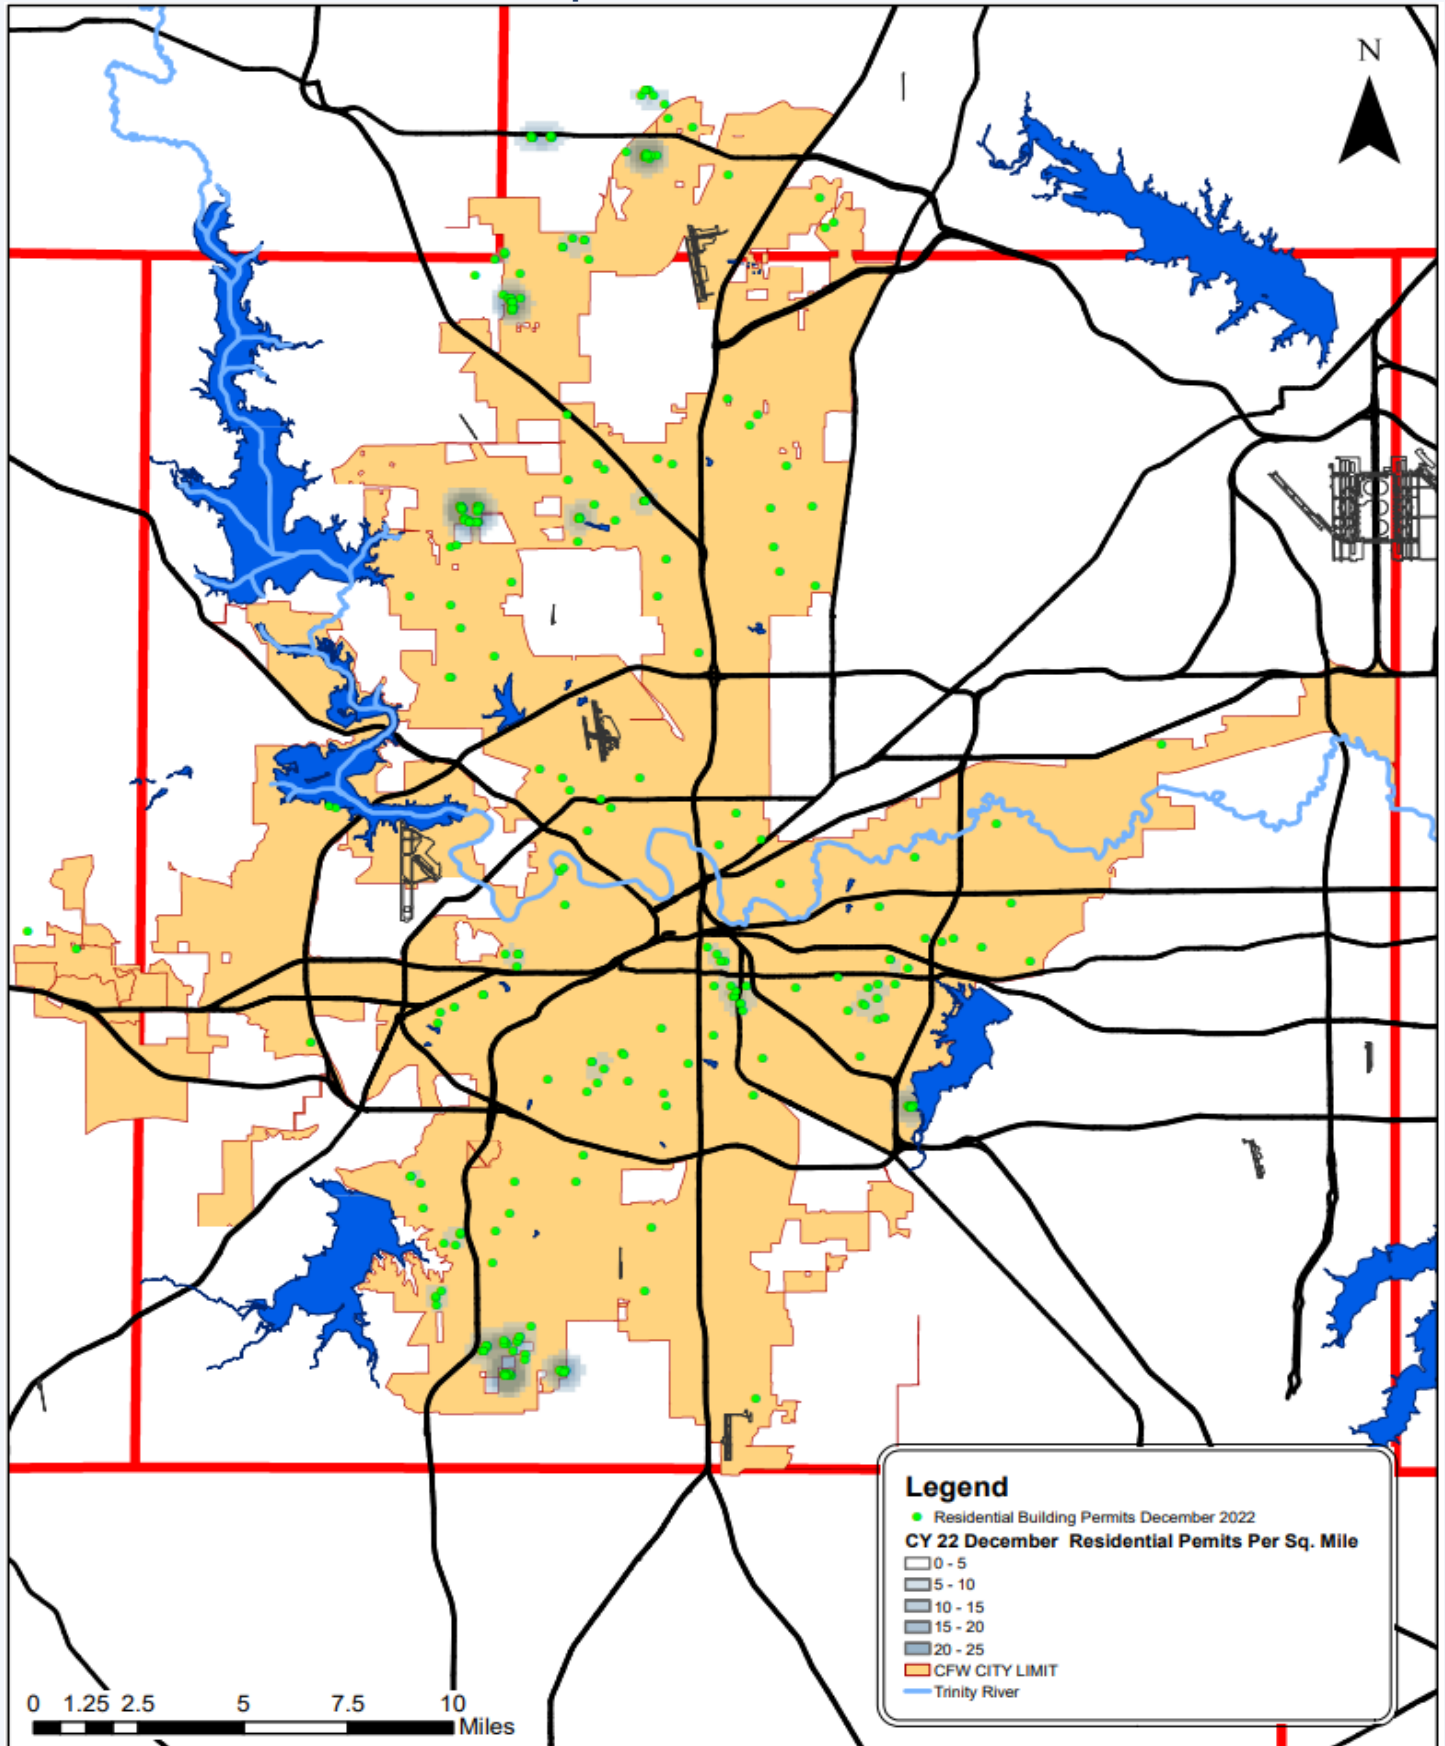 N
Legend
Residential Building Permits December 2022
CY 22 December Residential Pemits Per Sq. Mile
0 - 5
5 - 10
10 - 15
15 - 20
20 - 25
CFW CITY LIMIT
Trinity River
0 1.25 2.5 5 7.5 10
Miles